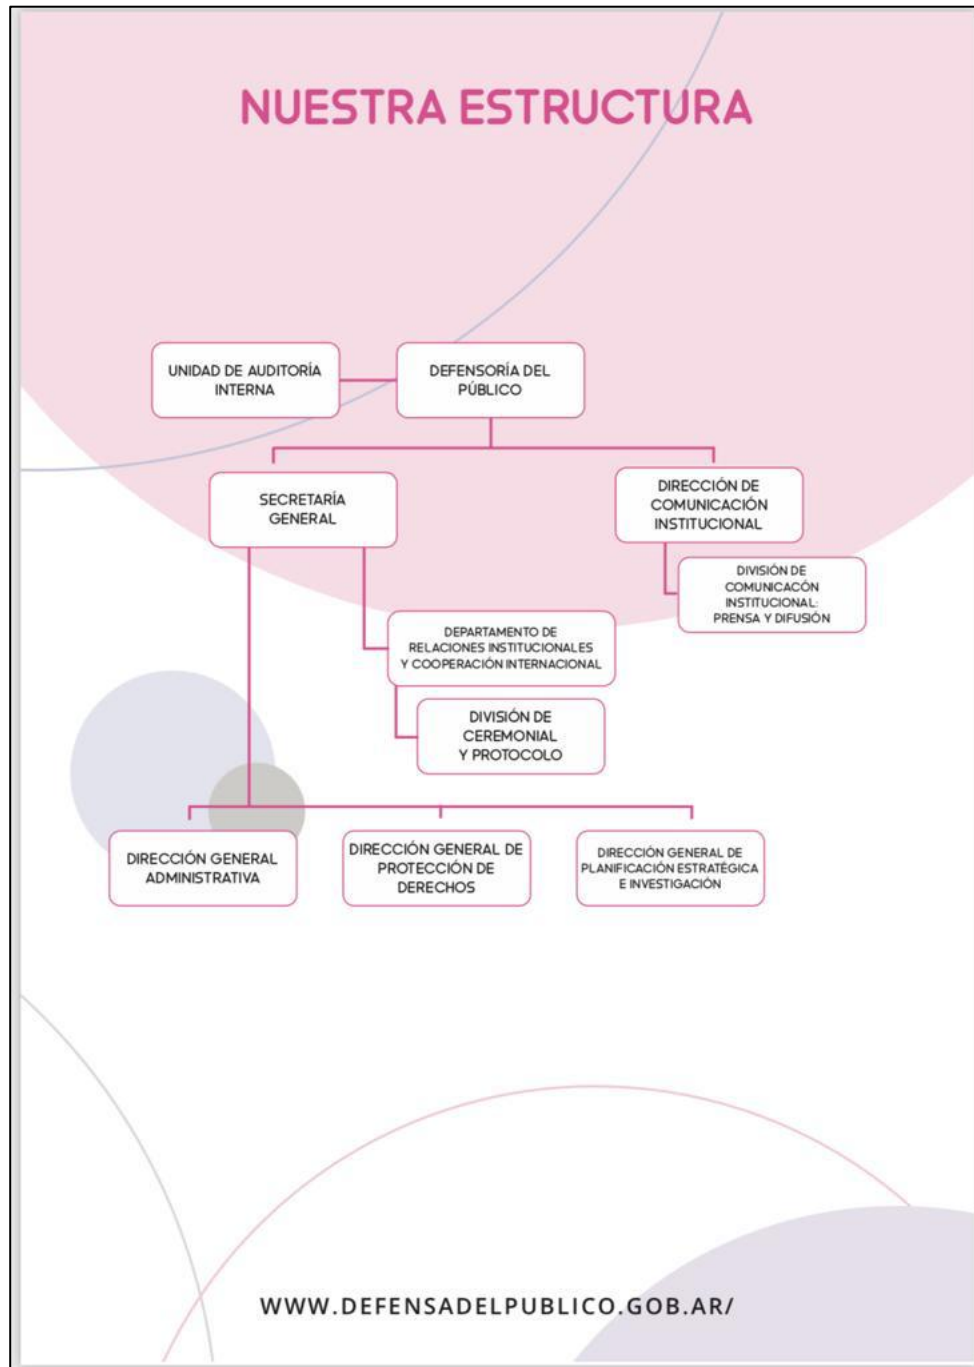 NUESTRA ESTRUCTURA
UNIDAD DE AUDITORÍA
INTERNA
DEFENSORÍA DEL
PÚBLICO
SECRETARÍA
GENERAL
DIRECCIÓN DE
COMUNICACIÓN
INSTITUCIONAL
DIVISIÓN DE
COMUNICACÓN
INSTITUCIONAL:
PRENSA Y DIFUSIÓN
DEPARTAMENTO DE
RELACIONES INSTITUCIONALES
Y COOPERACIÓN INTERNACIONAL
DIVISIÓN DE
CEREMONIAL
Y PROTOCOLO
DIRECCIÓN GENERAL
ADMINISTRATIVA
DIRECCIÓN GENERAL DE
PROTECCIÓN DE
DERECHOS
DIRECCIÓN GENERAL DE
PLANIFICACIÓN ESTRATÉGICA
E INVESTIGACIÓN
WWW.DEFENSADELPUBLICO.GOB.AR/